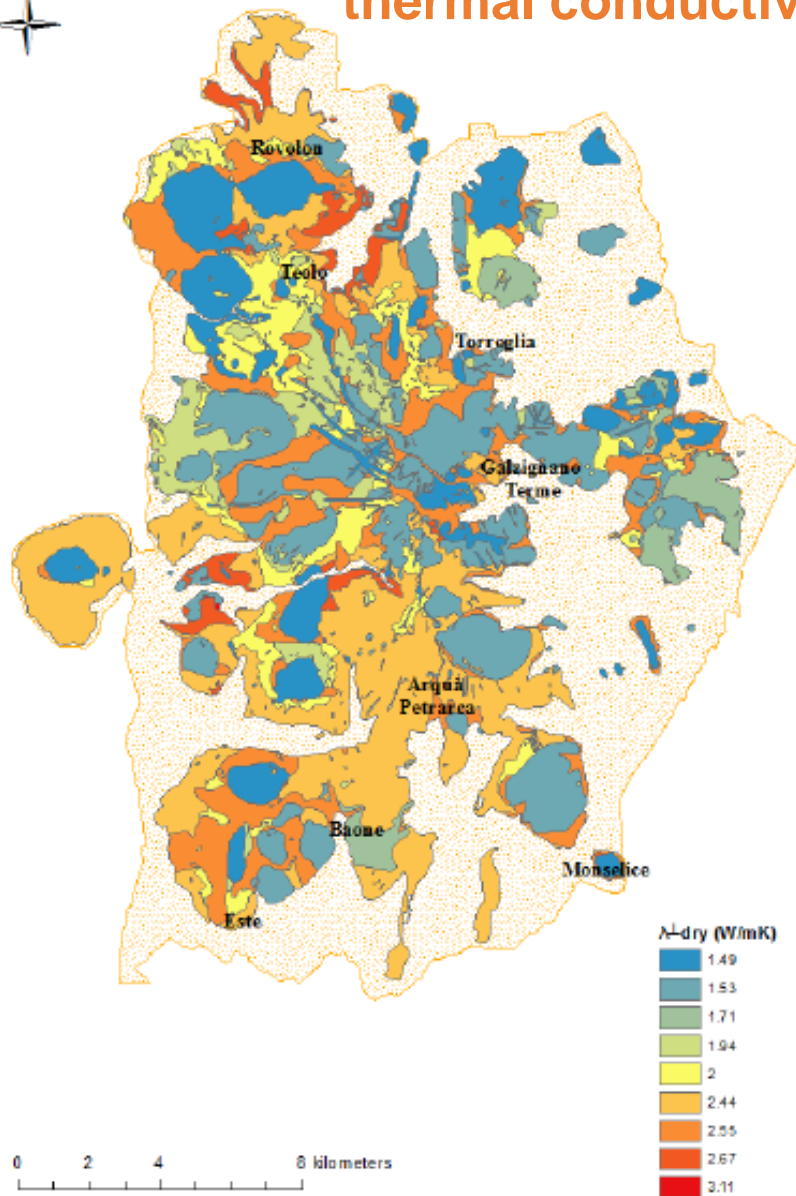 thermal conductiv
Rovolon
Teolo
Torreglia
Galzignano
Terme
Arquà
Petrarca
Baone
Monselice
Este
λ⊥dry (W/mK)
1.49
1.53
1.71
1.94
2
2.44
2.55
2.67
3.11
0 2 4 8 kilometers